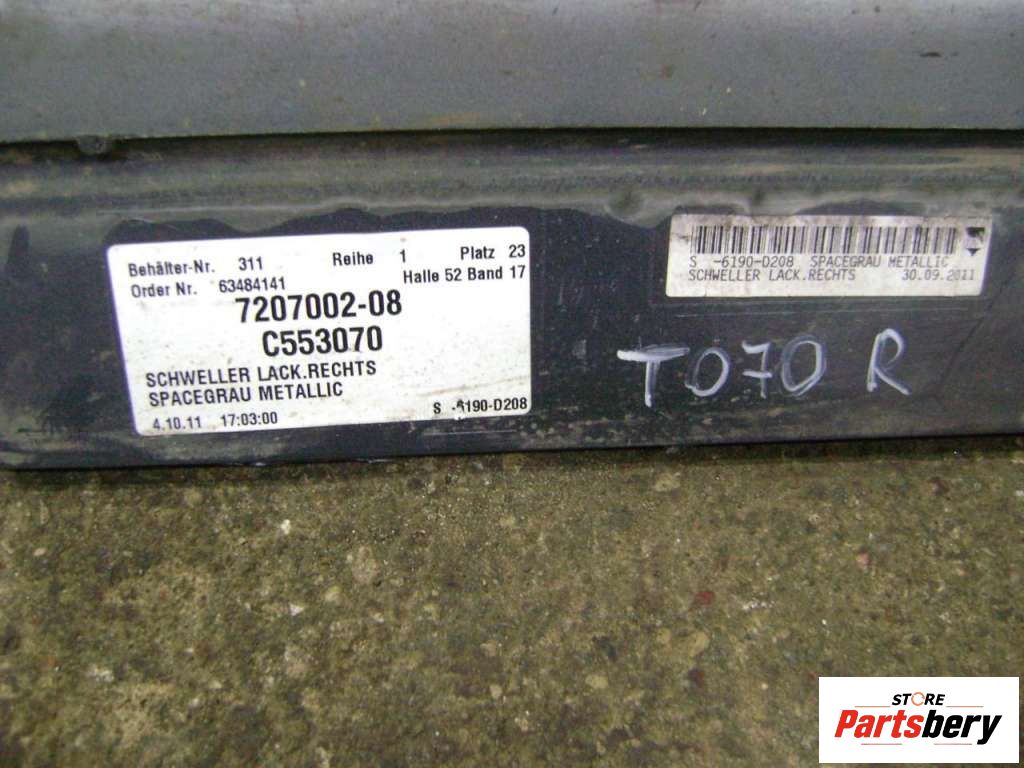 Behälter-Nr. 311 Reihe 1 Platz 23
Order Nr. 63484141 Halle 52 Band 17
7207002-08
C553070
SCHWELLER LACK.RECHTS
SPACEGRAU METALLIC
4.10.11 17:03:00 S -6190-D208
S -6190-D208 SPACEGRAU METALLIC
SCHWELLER LACK.RECHTS 30.09.2011
T070 R
STORE
Partsbery